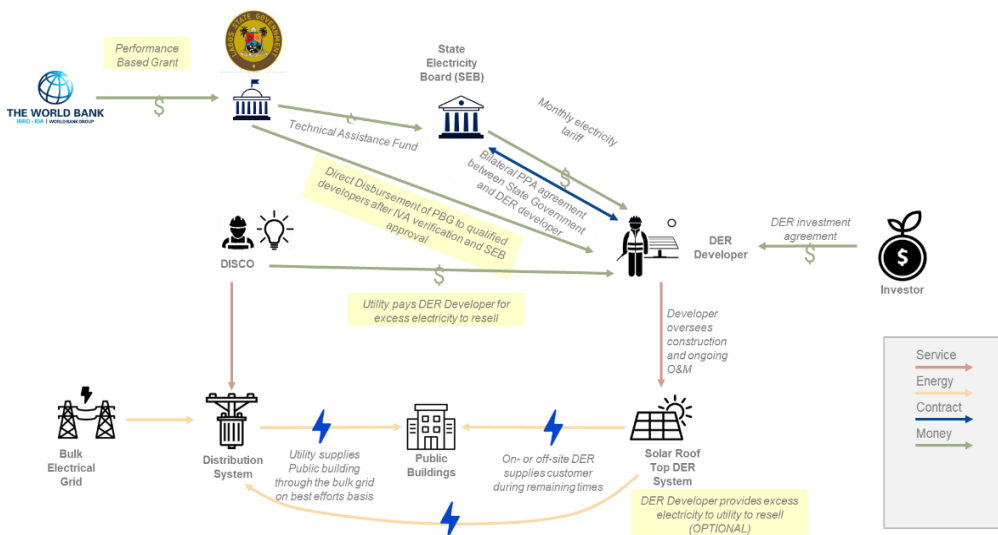 Performance
Based Grant
LAGOS STATE GOVERNMENT
State
Electricity
Board (SEB)
THE WORLD BANK
IBRD - IDA | WORLD BANK GROUP
$
Technical Assistance Fund
Monthly electricity
tariff
$
Bilateral PPA agreement
between State Government
and DER developer
Direct Disbursement of PBG to qualified
developers after IVA verification and SEB
approval
DISCO
$
Utility pays DER Developer for
excess electricity to resell
DER
Developer
DER investment
agreement
$
$
Investor
Developer
oversees
construction
and ongoing
O&M
Service
Energy
Contract
Money
Bulk
Electrical
Grid
Distribution
System
Utility supplies
Public building
through the bulk grid
on best efforts basis
Public
Buildings
On- or off-site DER
supplies customer
during remaining times
Solar Roof
Top DER
System
DER Developer provides excess
electricity to utility to resell
(OPTIONAL)